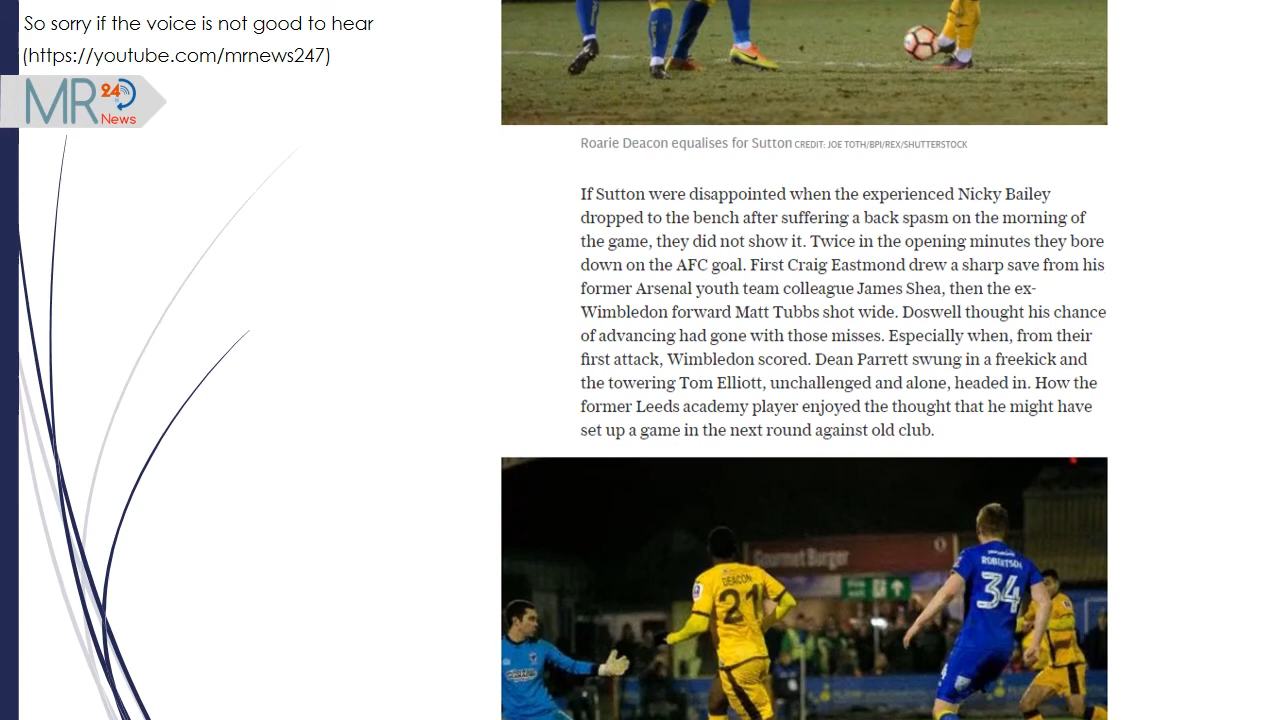 So sorry if the voice is not good to hear
(https://youtube.com/mrnews247)
MR 24 News
Roarie Deacon equalises for Sutton CREDIT: JOE TOTH/BPI/REX/SHUTTERSTOCK
If Sutton were disappointed when the experienced Nicky Bailey
dropped to the bench after suffering a back spasm on the morning of
the game, they did not show it. Twice in the opening minutes they bore
down on the AFC goal. First Craig Eastmond drew a sharp save from his
former Arsenal youth team colleague James Shea, then the ex-
Wimbledon forward Matt Tubbs shot wide. Doswell thought his chance
of advancing had gone with those misses. Especially when, from their
first attack, Wimbledon scored. Dean Parrett swung in a freekick and
the towering Tom Elliott, unchallenged and alone, headed in. How the
former Leeds academy player enjoyed the thought that he might have
set up a game in the next round against old club.
Gourmet Burger
DEACON
21
ROBERTSON
34